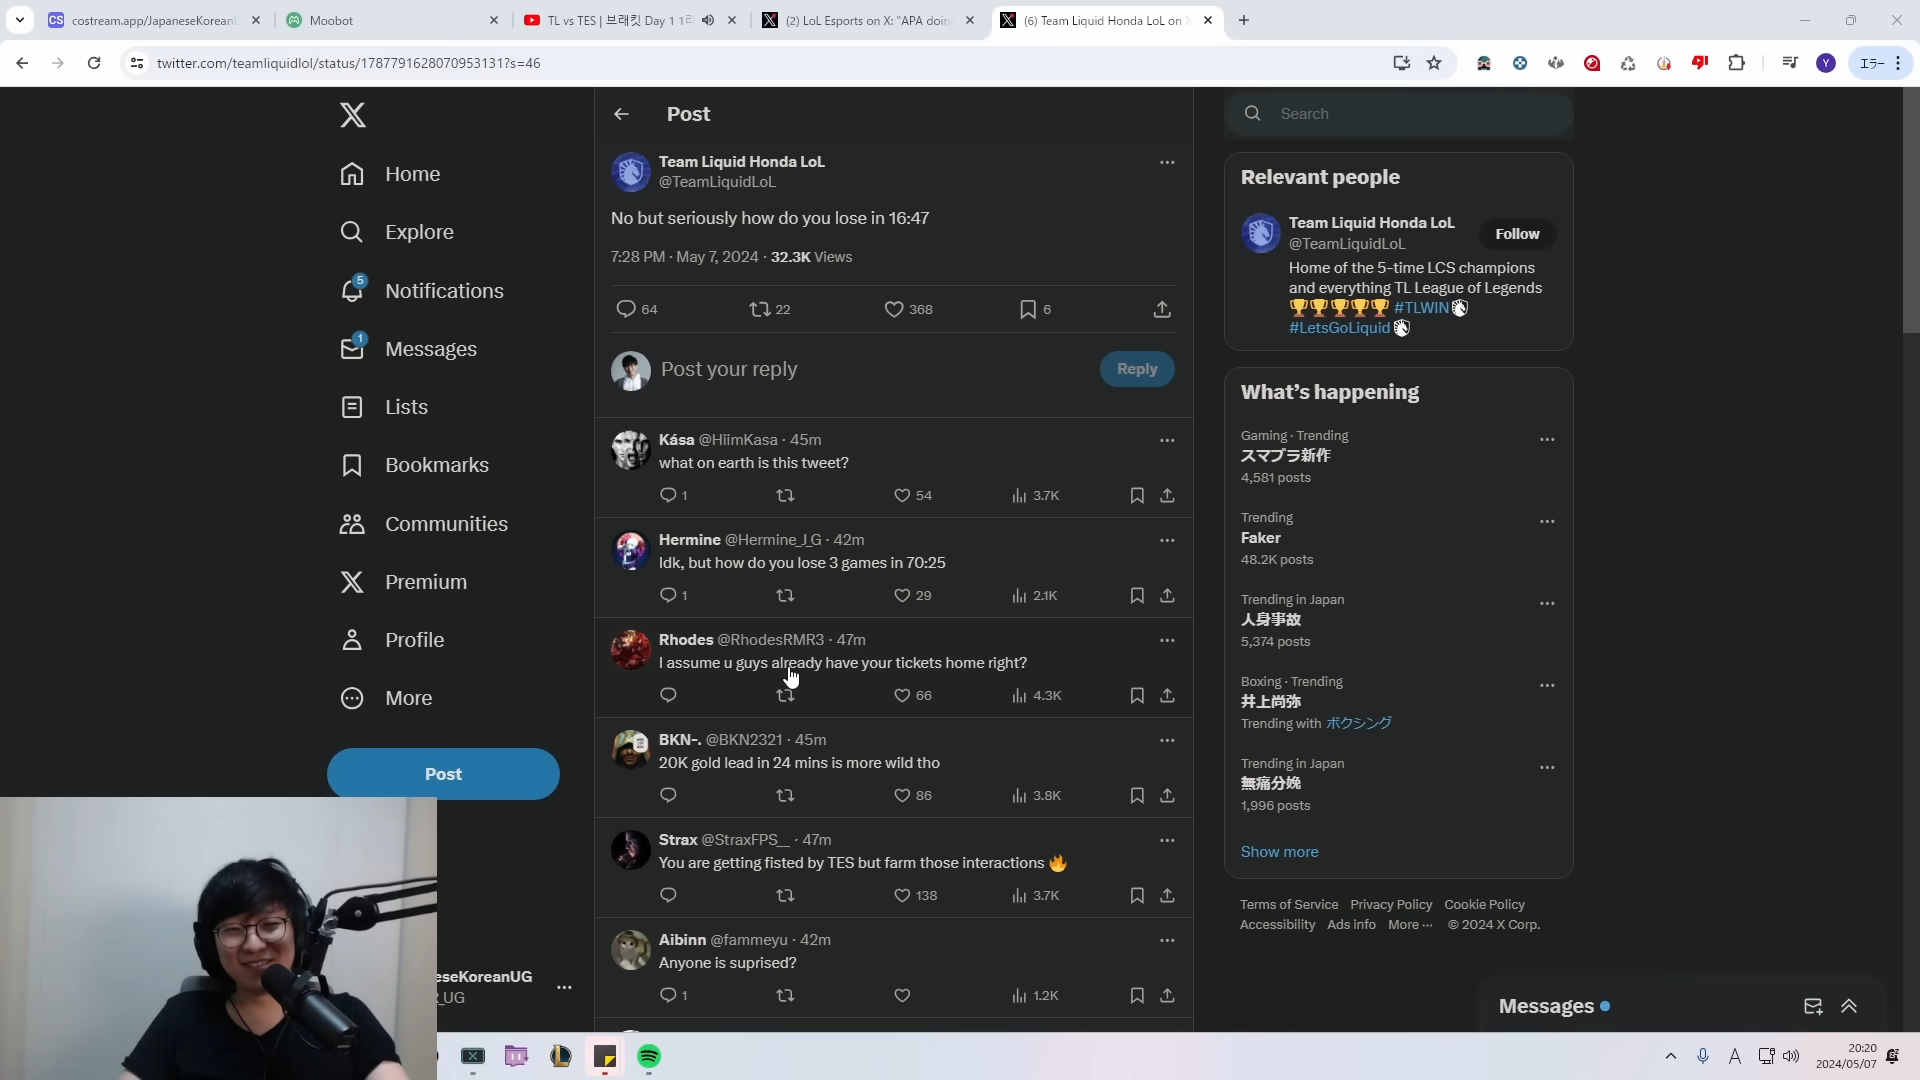 costream.app/JapaneseKorean
Moobot
TL vs TES | 브래킷 Day 1 1
(2) LoL Esports on X: "APA doin
(6) Team Liquid Honda LoL on X
twitter.com/teamliquidlol/status/1787791628070953131?s=46
Y
エラー
Home
Explore
5
Notifications
1
Messages
Lists
Bookmarks
Communities
Premium
Profile
More
Post
eseKoreanUG
_UG
Post
Team Liquid Honda LoL
@TeamLiquidLoL
No but seriously how do you lose in 16:47
7:28 PM · May 7, 2024 · 32.3K Views
64 22 368 6
Post your reply
Reply
Kása @HiimKasa · 45m
what on earth is this tweet?
1 54 3.7K
Hermine @Hermine_J_G · 42m
Idk, but how do you lose 3 games in 70:25
1 29 2.1K
Rhodes @RhodesRMR3 · 47m
I assume u guys already have your tickets home right?
66 4.3K
BKN-. @BKN2321 · 45m
20K gold lead in 24 mins is more wild tho
86 3.8K
Strax @StraxFPS__ · 47m
You are getting fisted by TES but farm those interactions 🔥
138 3.7K
Aibinn @fammeyu · 42m
Anyone is suprised?
1 1.2K
Search
Relevant people
Team Liquid Honda LoL
@TeamLiquidLoL
Follow
Home of the 5-time LCS champions
and everything TL League of Legends
🏆🏆🏆🏆🏆 #TLWIN
#LetsGoLiquid
What's happening
Gaming · Trending
スマブラ新作
4,581 posts
Trending
Faker
48.2K posts
Trending in Japan
人身事故
5,374 posts
Boxing · Trending
井上尚弥
Trending with ボクシング
Trending in Japan
無痛分娩
1,996 posts
Show more
Terms of Service Privacy Policy Cookie Policy
Accessibility Ads info More ··· © 2024 X Corp.
Messages
A
20:20
2024/05/07